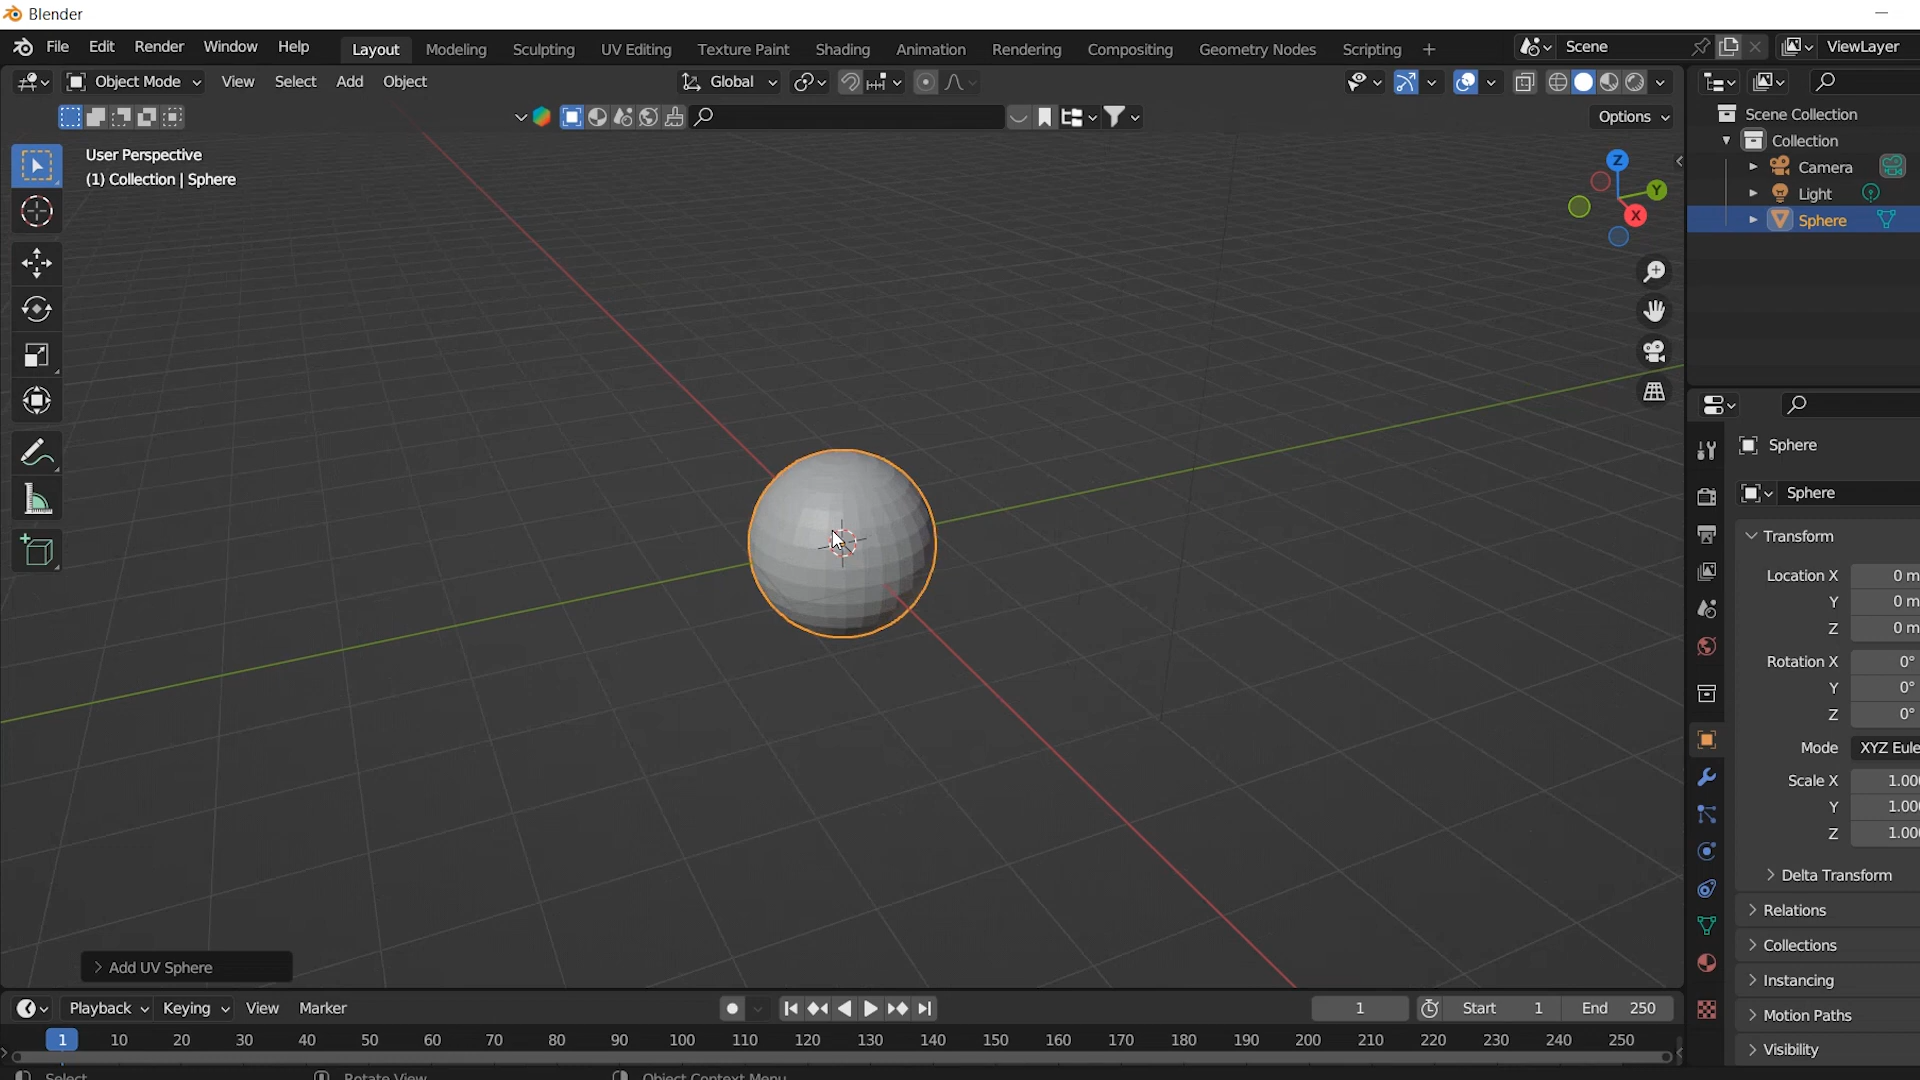 Blender
File Edit Render Window Help Layout Modeling Sculpting UV Editing Texture Paint Shading Animation Rendering Compositing Geometry Nodes Scripting + Scene ViewLayer
Object Mode View Select Add Object Global
Options
User Perspective
(1) Collection | Sphere
Z
Y
X
Scene Collection
Collection
Camera
Light
Sphere
Sphere
Sphere
Transform
Location X 0 m
Y 0 m
Z 0 m
Rotation X 0°
Y 0°
Z 0°
Mode XYZ Eule
Scale X 1.00
Y 1.00
Z 1.00
Delta Transform
Relations
Collections
Instancing
Motion Paths
Visibility
Add UV Sphere
Playback Keying View Marker 1 Start 1 End 250
1 10 20 30 40 50 60 70 80 90 100 110 120 130 140 150 160 170 180 190 200 210 220 230 240 250
Select Rotate View Object Context Menu